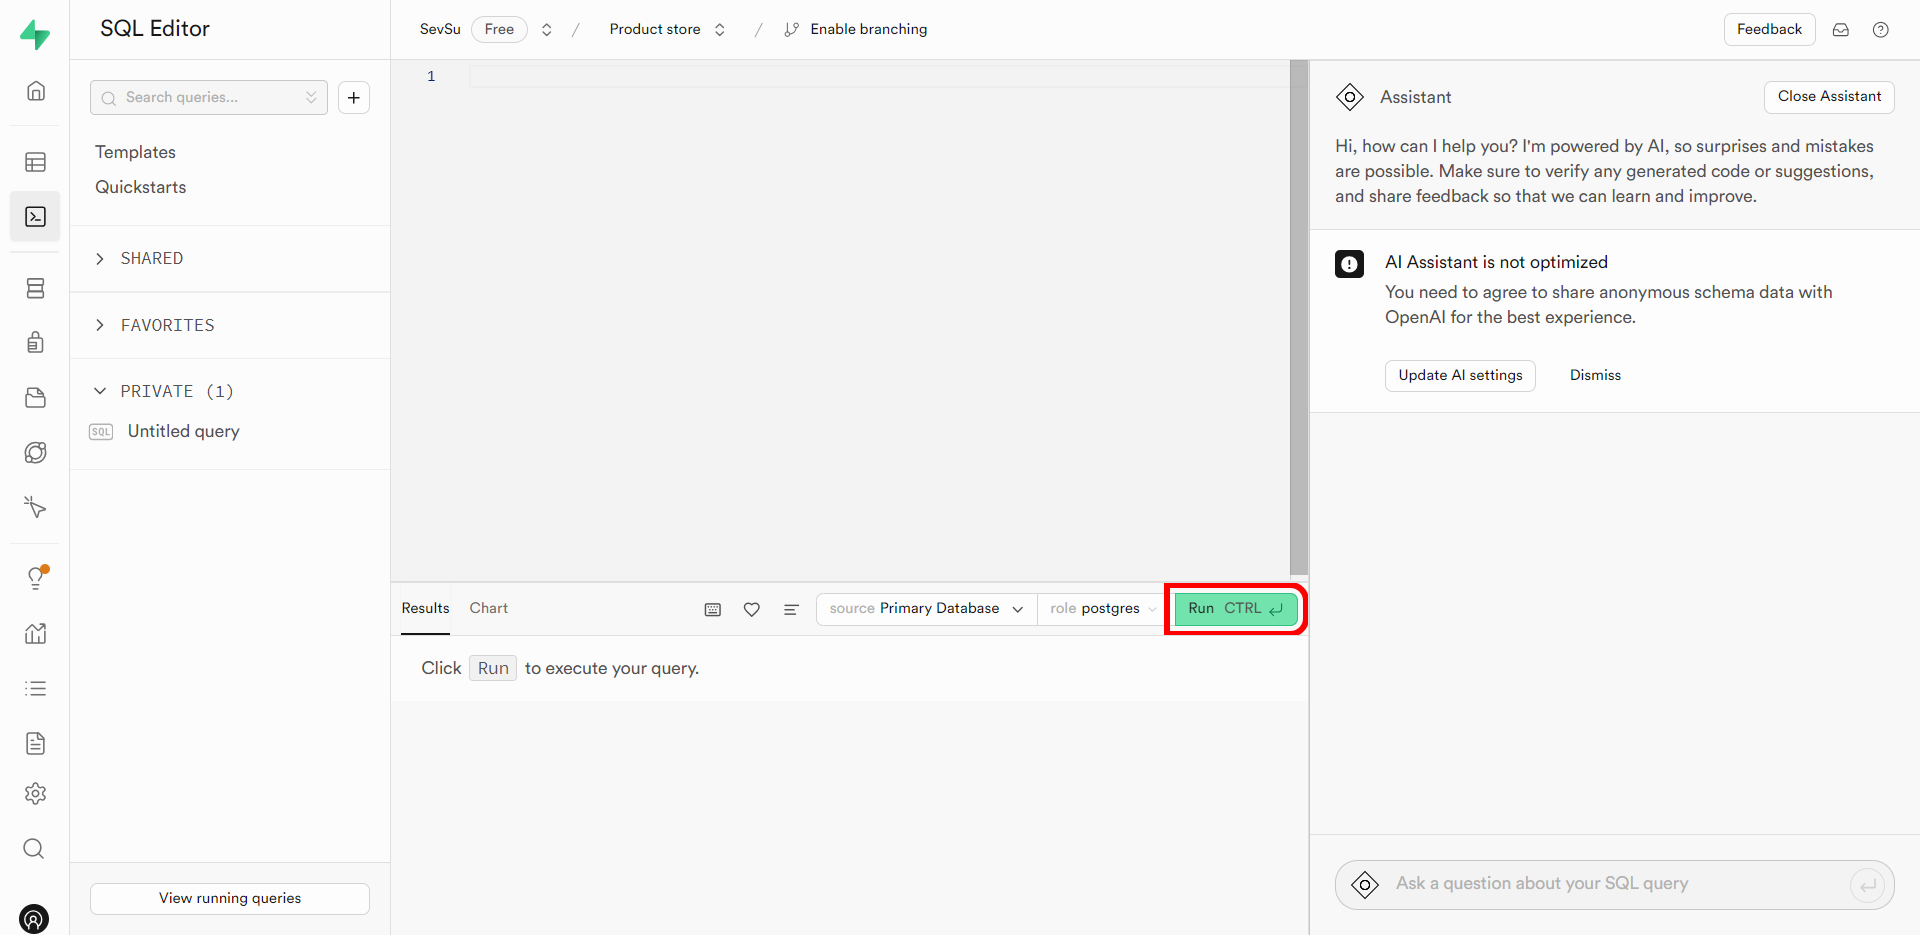 SQL Editor
SevSu Free / Product store / Enable branching
Feedback
Search queries...
Templates
Quickstarts
SHARED
FAVORITES
PRIVATE (1)
SQL Untitled query
View running queries
1
Results Chart
source Primary Database role postgres Run CTRL
Click Run to execute your query.
Assistant
Close Assistant
Hi, how can I help you? I'm powered by AI, so surprises and mistakes
are possible. Make sure to verify any generated code or suggestions,
and share feedback so that we can learn and improve.
AI Assistant is not optimized
You need to agree to share anonymous schema data with
OpenAI for the best experience.
Update AI settings Dismiss
Ask a question about your SQL query